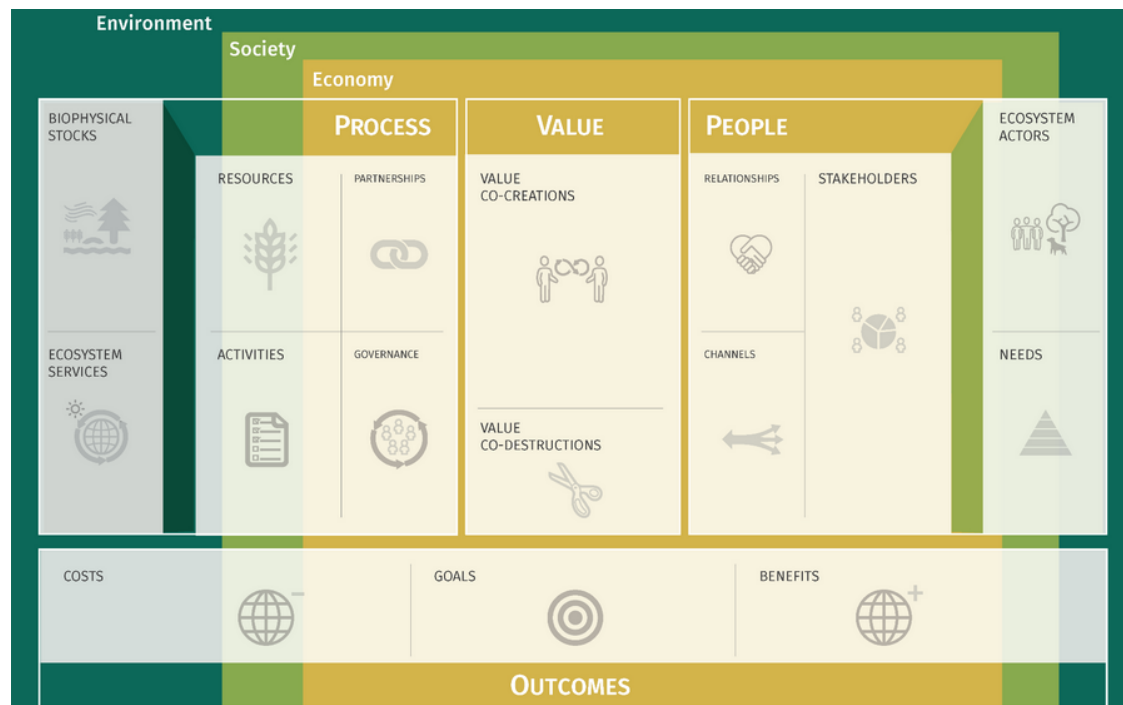 Environment
Society
Economy
BIOPHYSICAL
STOCKS
PROCESS
VALUE
PEOPLE
ECOSYSTEM
ACTORS
RESOURCES
PARTNERSHIPS
VALUE
CO-CREATIONS
RELATIONSHIPS
STAKEHOLDERS
ECOSYSTEM
SERVICES
ACTIVITIES
GOVERNANCE
CHANNELS
NEEDS
VALUE
CO-DESTRUCTIONS
COSTS
GOALS
BENEFITS
OUTCOMES